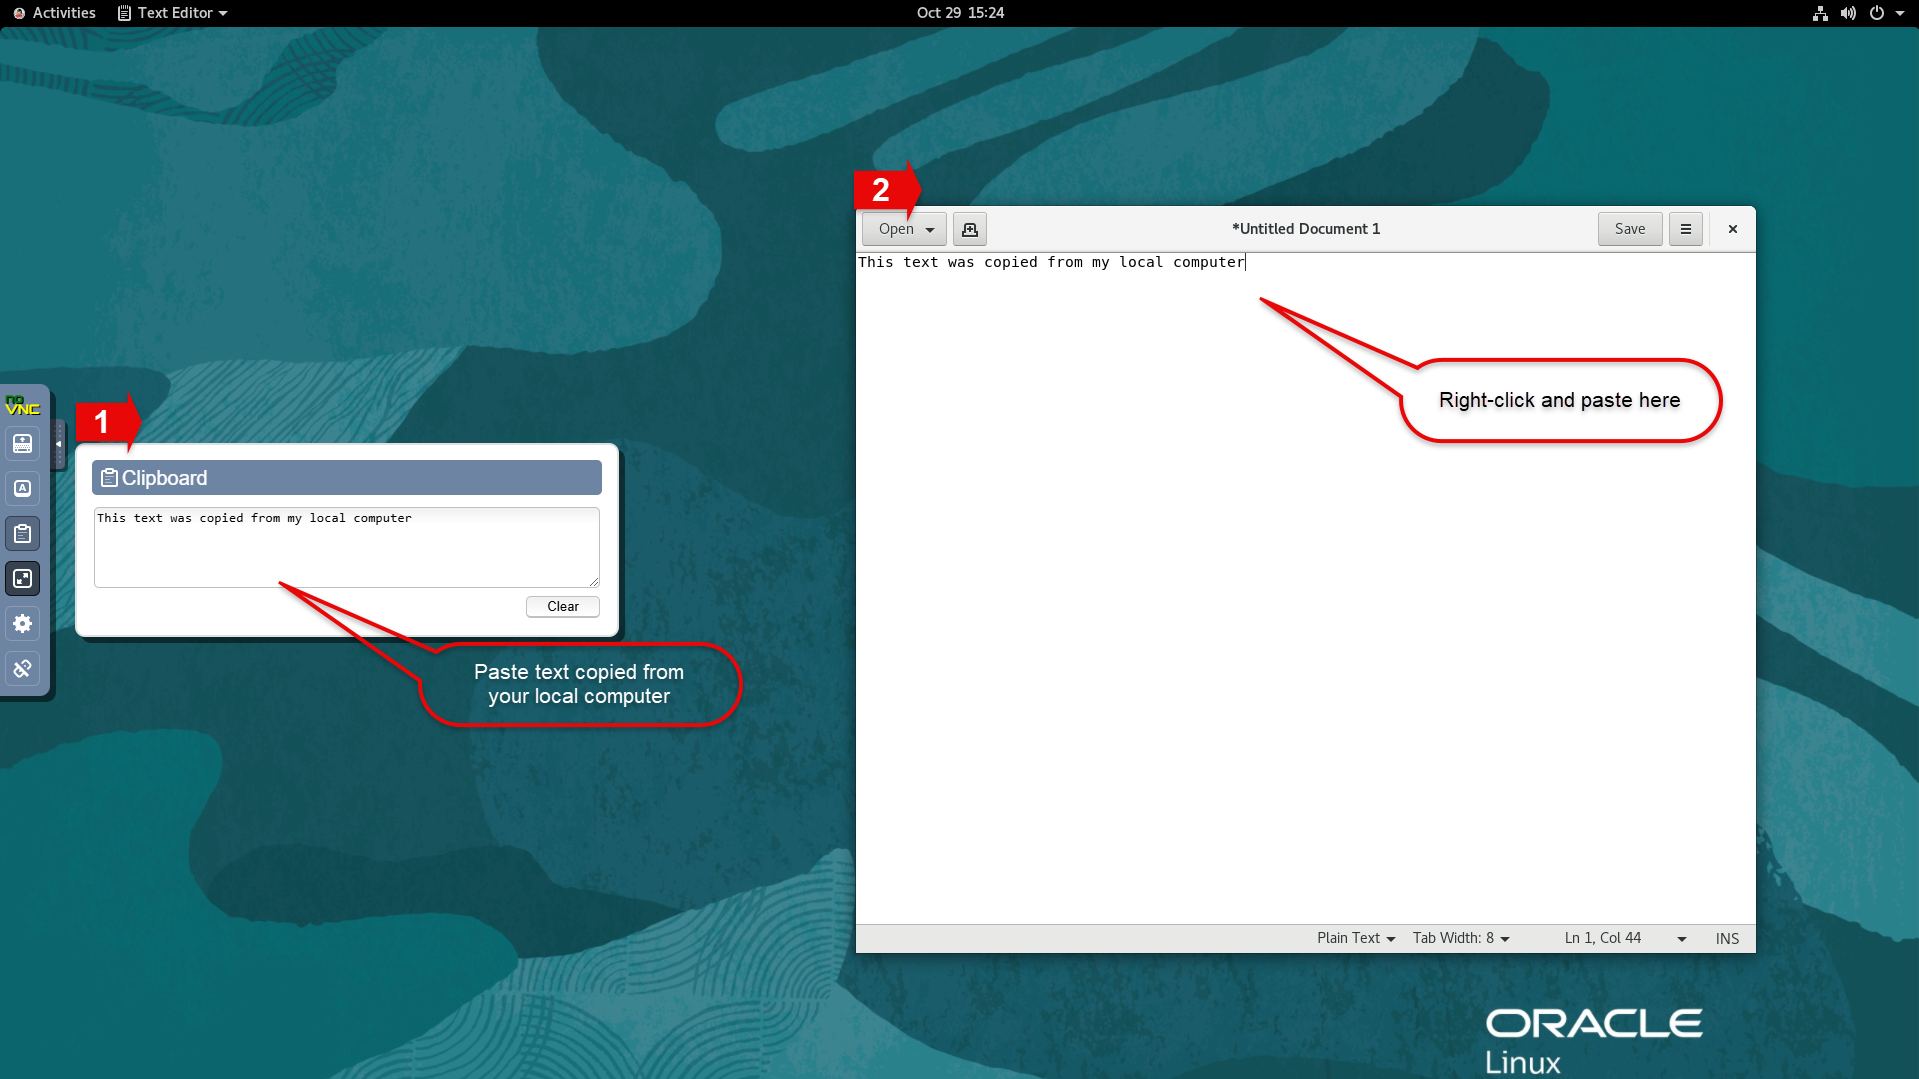 Activities
Text Editor
Oct 29 15:24
2
Open
*Untitled Document 1
Save
This text was copied from my local computer
Right-click and paste here
no
VNC
1
A
Clipboard
This text was copied from my local computer
Clear
Paste text copied from
your local computer
Plain Text
Tab Width: 8
Ln 1, Col 44
INS
ORACLE
Linux